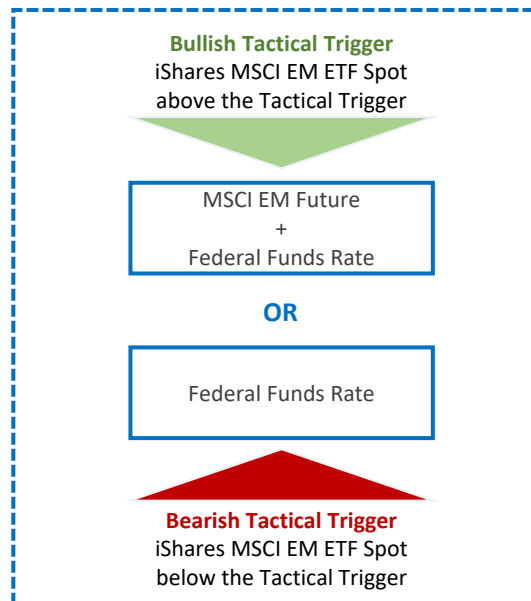 Bullish Tactical Trigger
iShares MSCI EM ETF Spot
above the Tactical Trigger
MSCI EM Future
+
Federal Funds Rate
OR
Federal Funds Rate
Bearish Tactical Trigger
iShares MSCI EM ETF Spot
below the Tactical Trigger